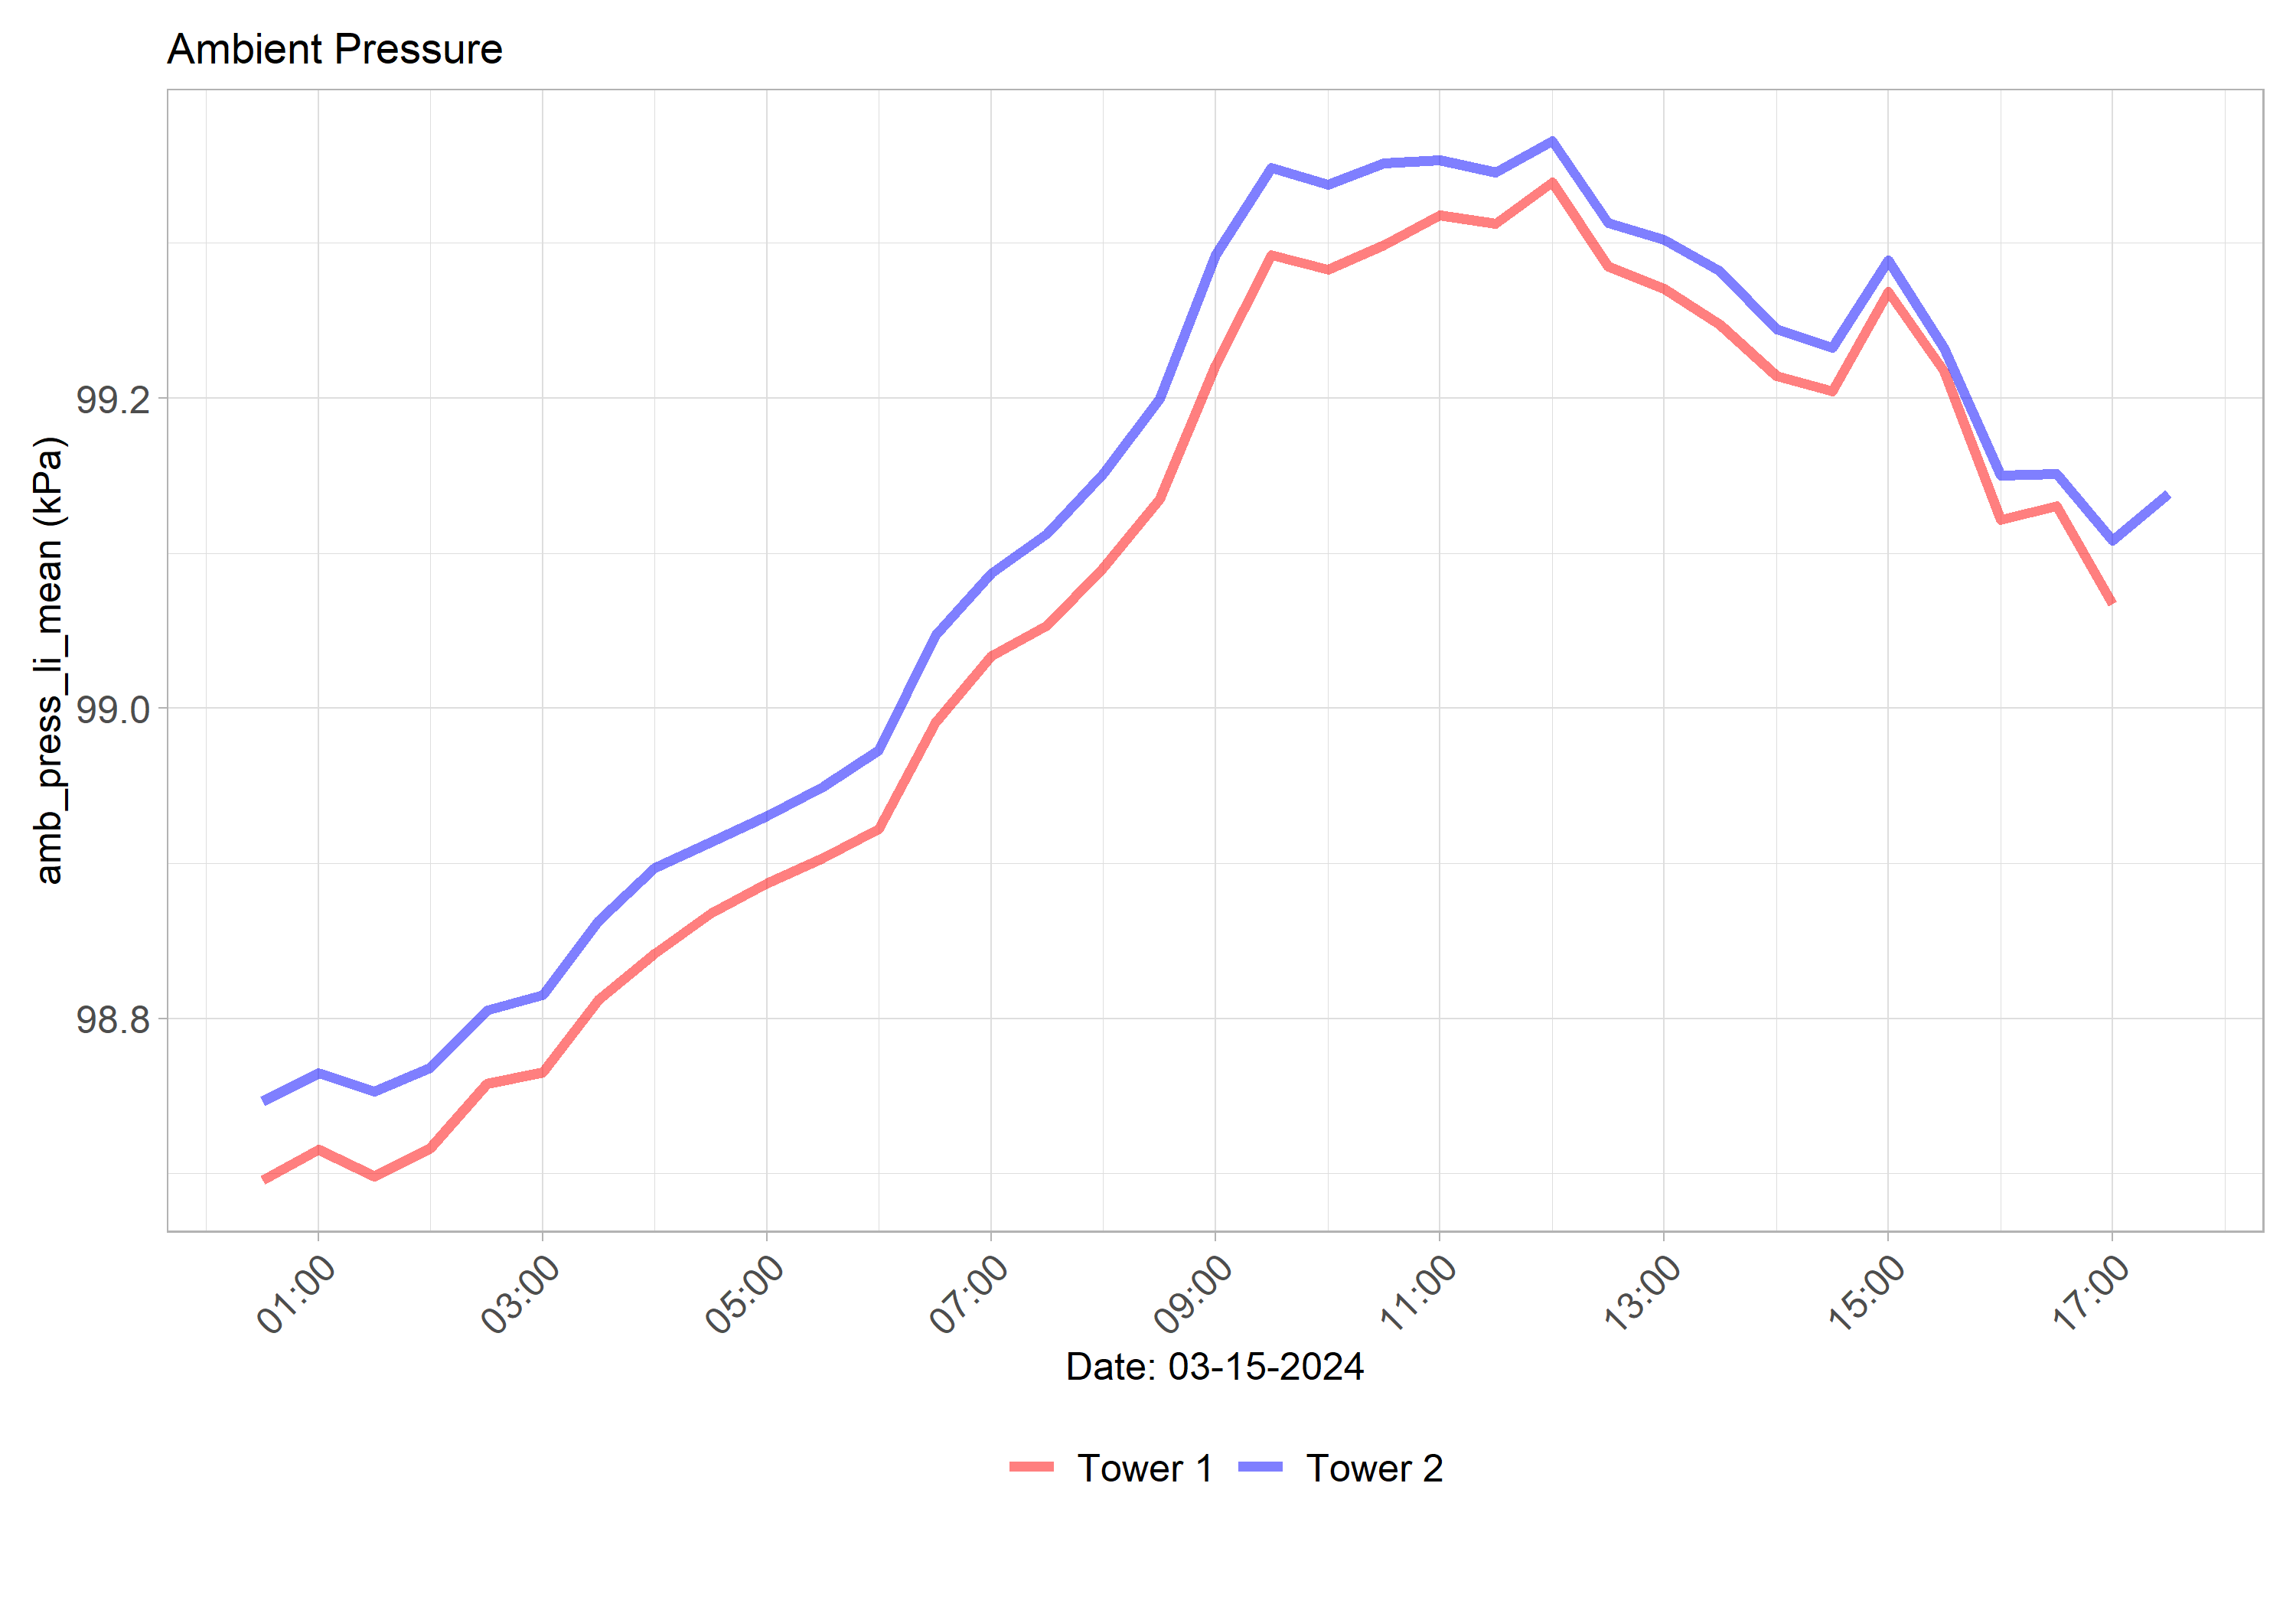 Ambient Pressure
amb_press_li_mean (kPa)
99.2
99.0
98.8
01:00
03:00
05:00
07:00
09:00
11:00
13:00
15:00
17:00
Date: 03-15-2024
Tower 1
Tower 2